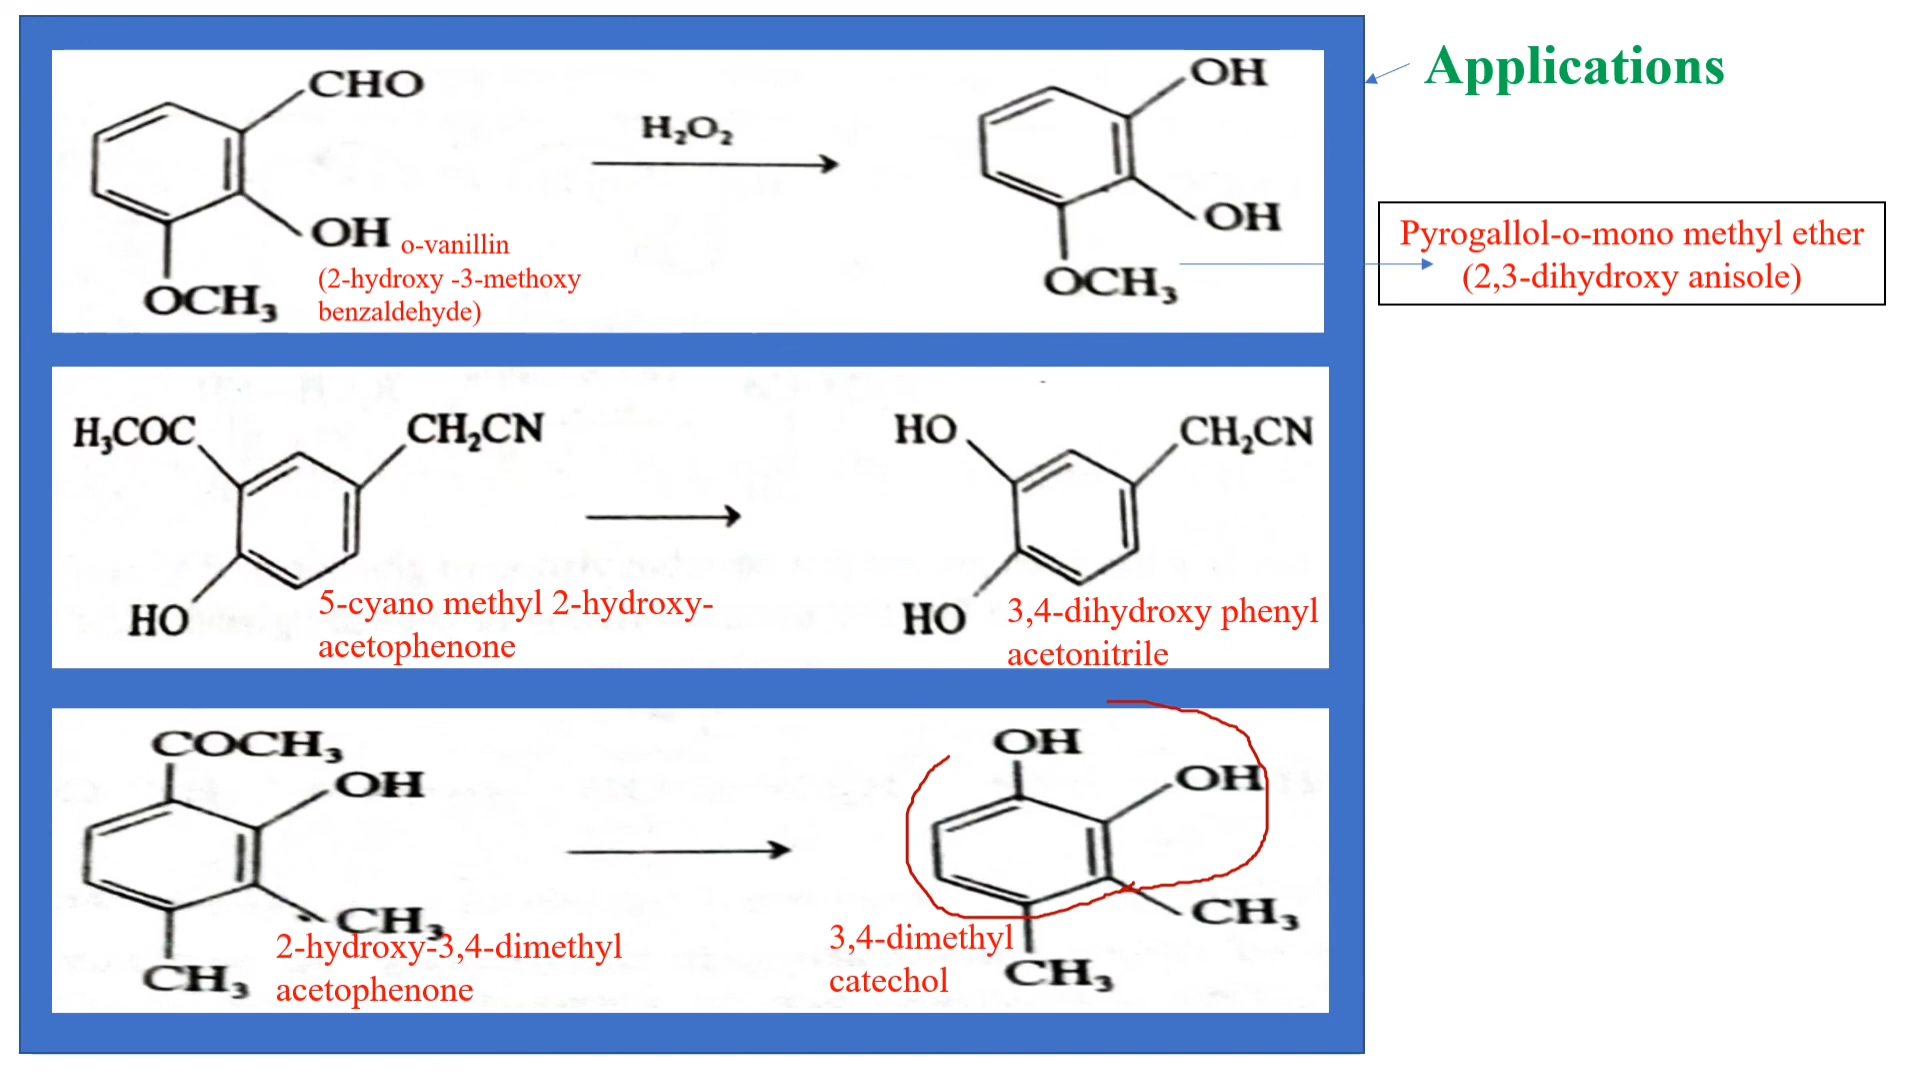 Applications
CHO
OH
OCH₃
o-vanillin
(2-hydroxy -3-methoxy
benzaldehyde)
H₂O₂
OH
OH
OCH₃
Pyrogallol-o-mono methyl ether
(2,3-dihydroxy anisole)
H₃COC
CH₂CN
HO
5-cyano methyl 2-hydroxy-
acetophenone
HO
CH₂CN
HO
3,4-dihydroxy phenyl
acetonitrile
COCH₃
OH
CH₃
CH₃
2-hydroxy-3,4-dimethyl
acetophenone
OH
OH
CH₃
CH₃
3,4-dimethyl
catechol